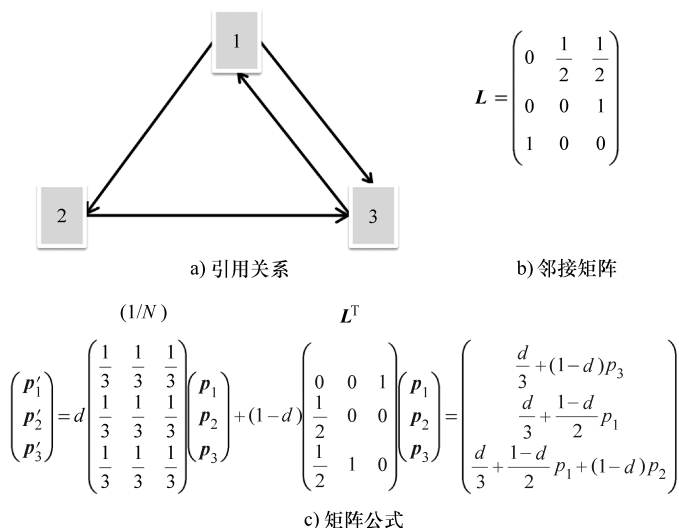 1
2
3
a) 引用关系
L = ( 0 1/2 1/2
0 0 1
1 0 0 )
b) 邻接矩阵
(1/N) Lᵀ
( p′₁ p′₂ p′₃ ) = d ( 1/3 1/3 1/3 1/3 1/3 1/3 1/3 1/3 1/3 ) ( p₁ p₂ p₃ ) + (1−d) ( 0 0 1 1/2 0 0 1/2 1 0 ) ( p₁ p₂ p₃ ) = ( d/3 + (1−d)p₃ d/3 + (1−d)/2 p₁ d/3 + (1−d)/2 p₁ + (1−d)p₂ )
c) 矩阵公式